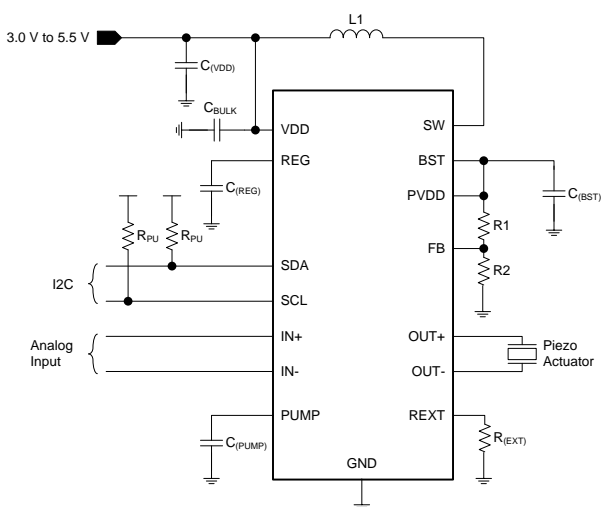 L1
3.0 V to 5.5 V
C(VDD)
CBULK
VDD
SW
REG
BST
C(REG)
PVDD
C(BST)
RPU
RPU
R1
FB
SDA
R2
I2C
SCL
Analog
Input
IN+
OUT+
Piezo
Actuator
IN-
OUT-
PUMP
REXT
C(PUMP)
R(EXT)
GND